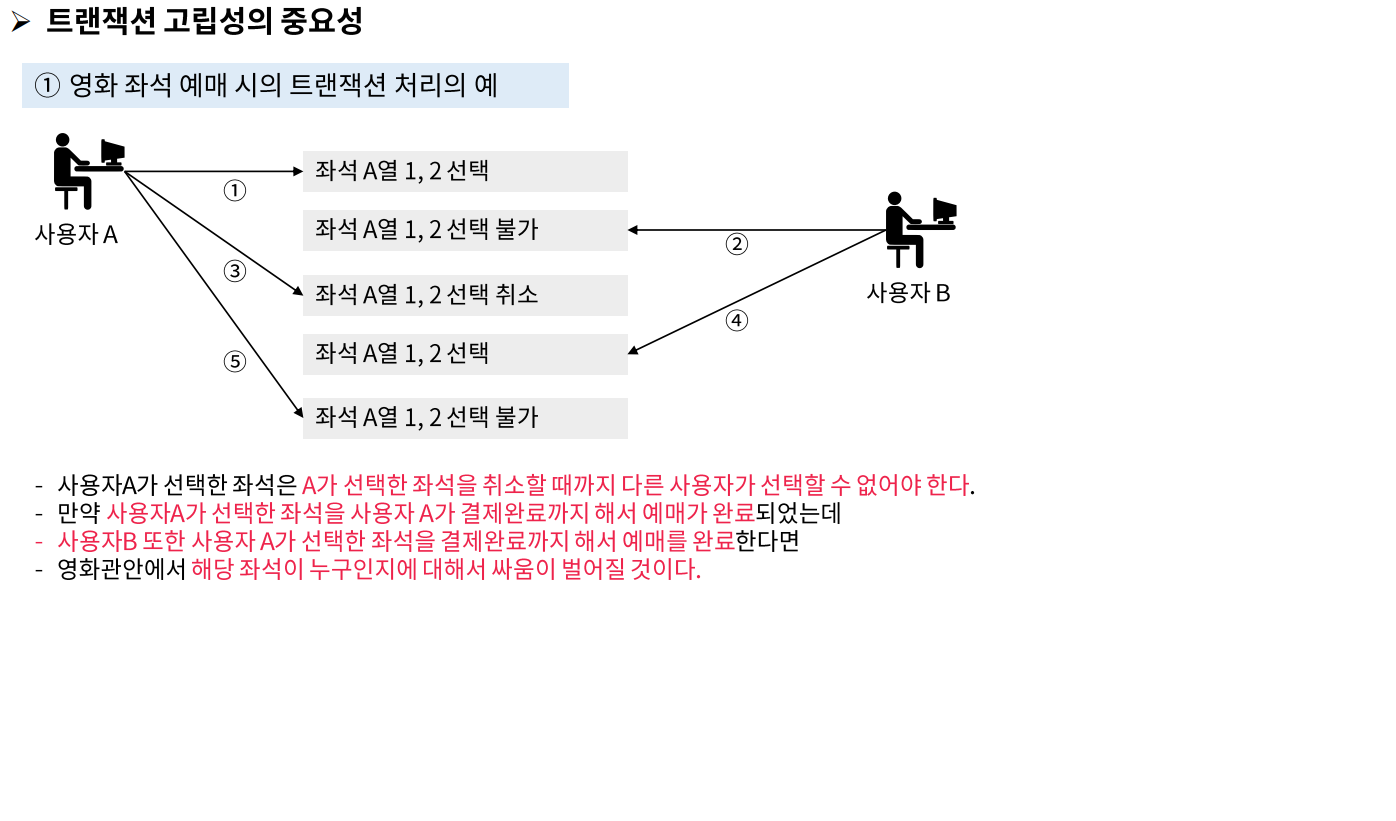 ➢ 트랜잭션 고립성의 중요성
① 영화 좌석 예매 시의 트랜잭션 처리의 예
사용자 A
①
좌석 A열 1, 2 선택
좌석 A열 1, 2 선택 불가
②
사용자 B
③
좌석 A열 1, 2 선택 취소
④
좌석 A열 1, 2 선택
⑤
좌석 A열 1, 2 선택 불가
- 사용자A가 선택한 좌석은 A가 선택한 좌석을 취소할 때까지 다른 사용자가 선택할 수 없어야 한다.
- 만약 사용자A가 선택한 좌석을 사용자 A가 결제완료까지 해서 예매가 완료되었는데
- 사용자B 또한 사용자 A가 선택한 좌석을 결제완료까지 해서 예매를 완료한다면
- 영화관안에서 해당 좌석이 누구인지에 대해서 싸움이 벌어질 것이다.